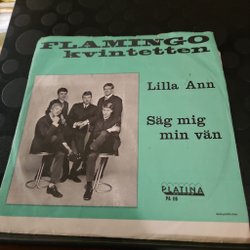 FLAMINGO
kvintetten
Lilla Ann
Säg mig
min vän
PLATINA